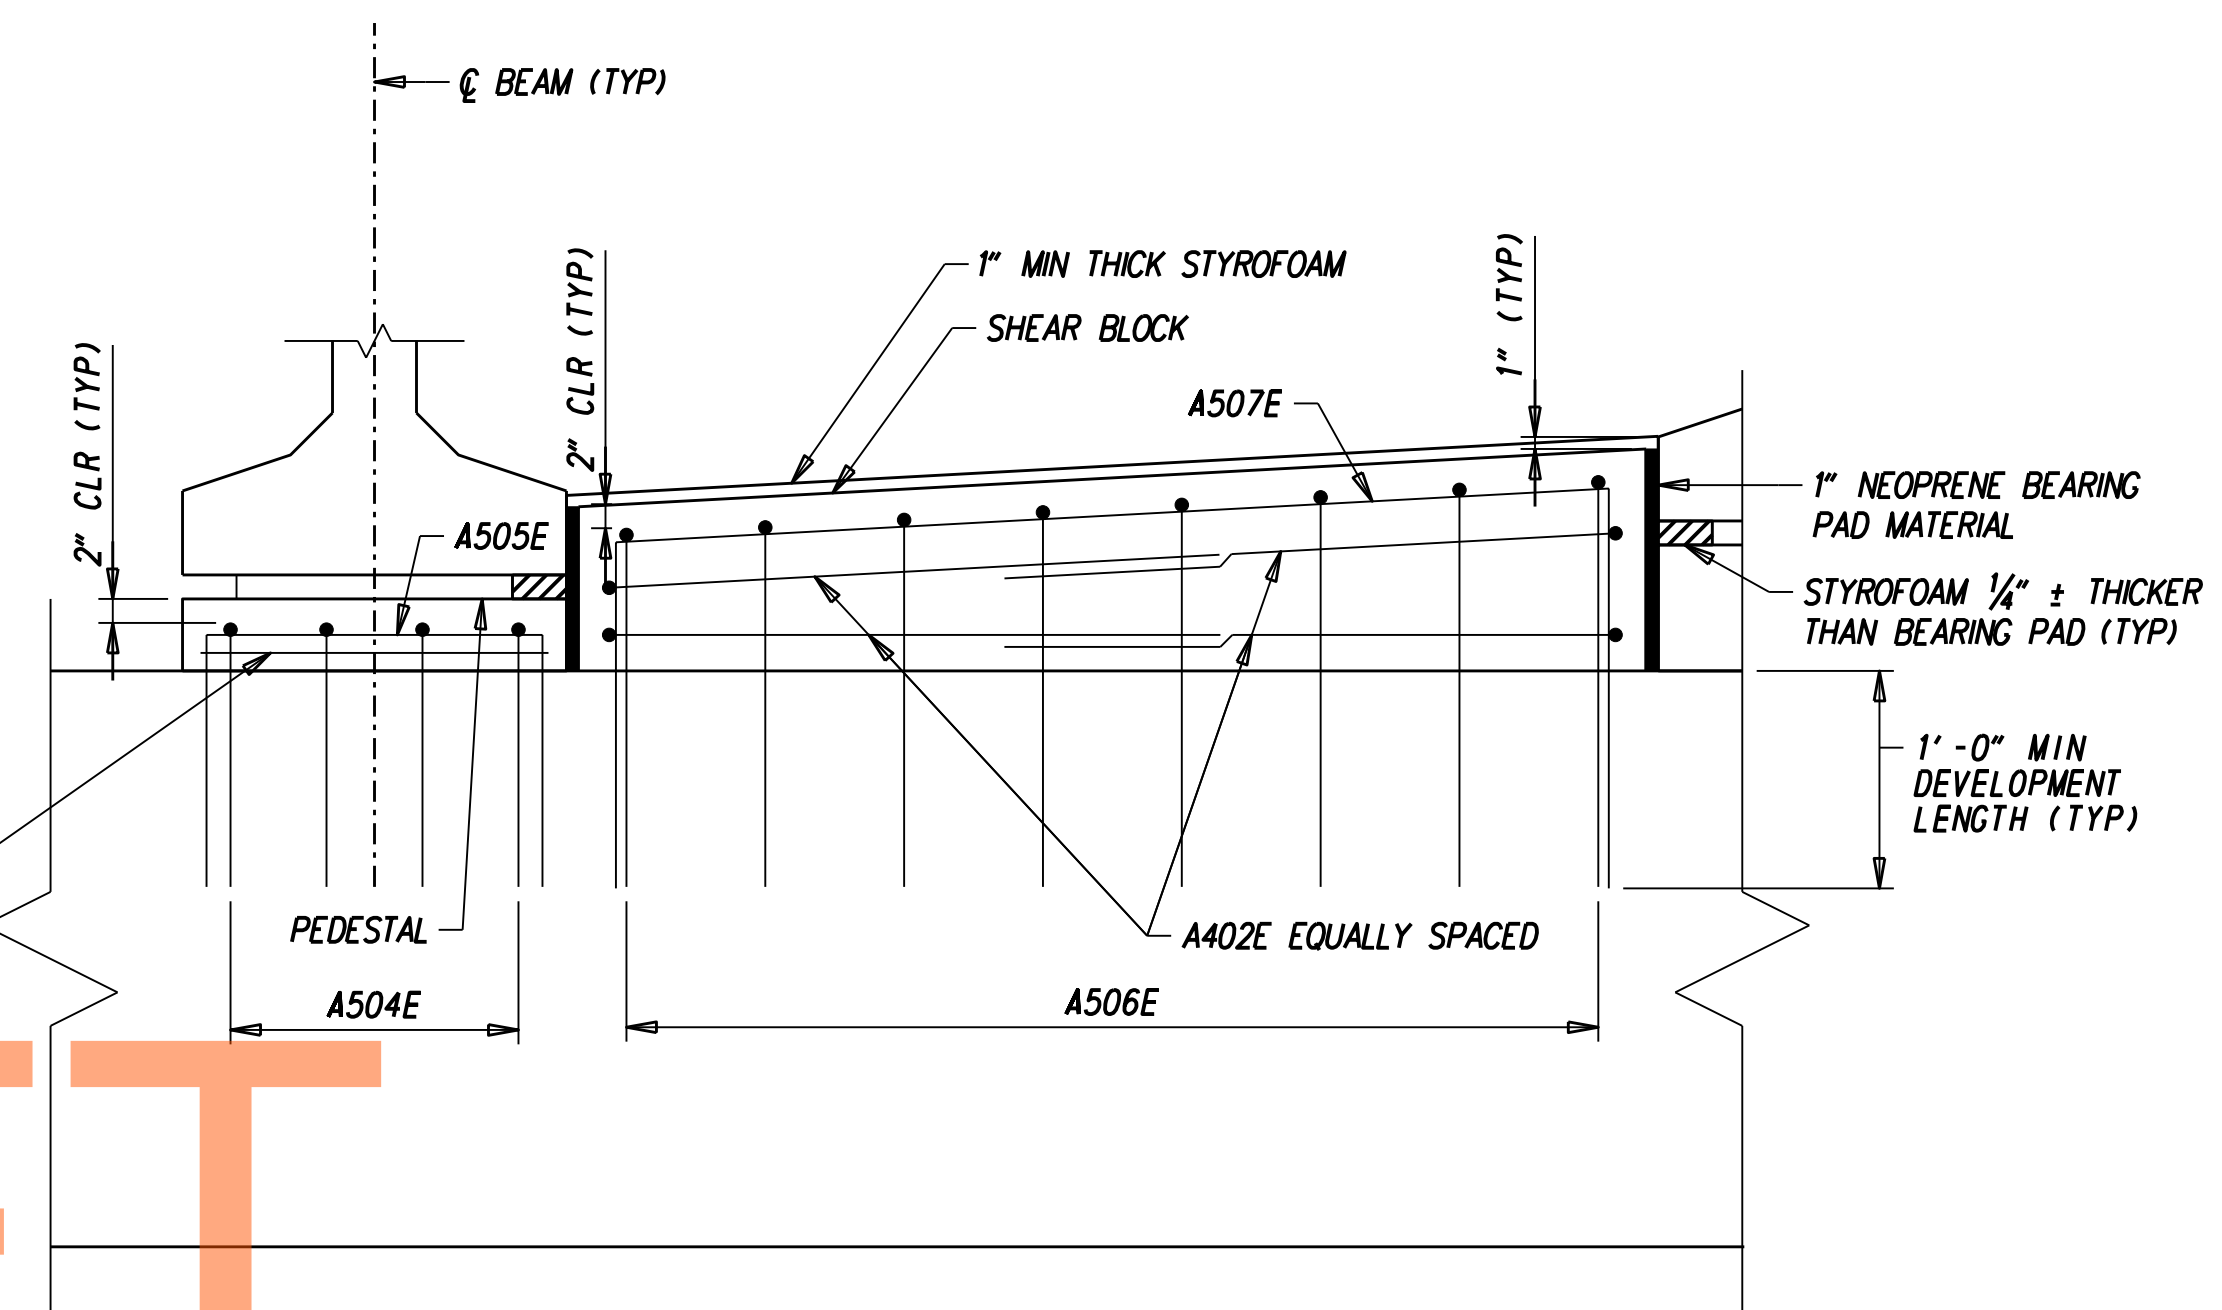 ℄ BEAM (TYP)
1" MIN THICK STYROFOAM
SHEAR BLOCK
2" CLR (TYP)
1" (TYP)
2" CLR (TYP)
A507E
A505E
1" NEOPRENE BEARING
PAD MATERIAL
STYROFOAM 1/4" ± THICKER
THAN BEARING PAD (TYP)
1'-0" MIN
DEVELOPMENT
LENGTH (TYP)
PEDESTAL
A402E EQUALLY SPACED
A504E
A506E
T